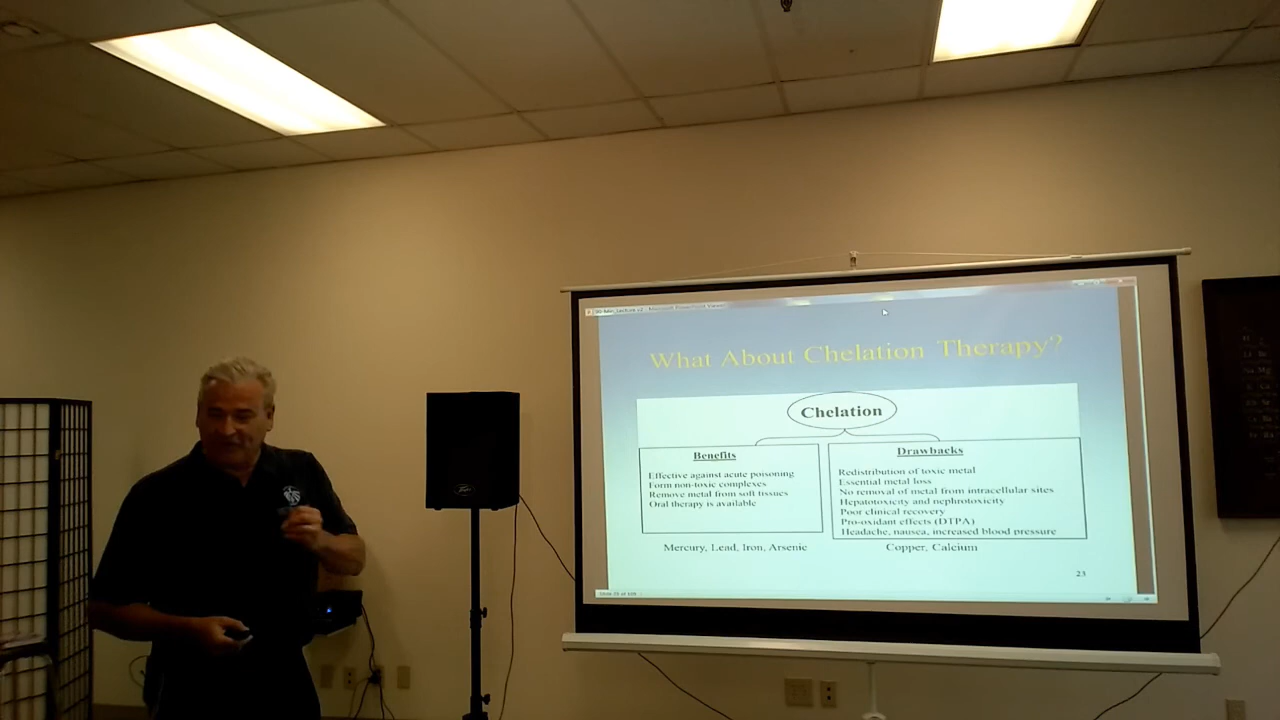 What About Chelation Therapy?
Chelation
Benefits
Effective against acute poisoning
Form non-toxic complexes
Remove metal from soft tissues
Oral therapy is available
Drawbacks
Redistribution of toxic metal
Essential metal loss
No removal of metal from intracellular sites
Hepatotoxicity and nephrotoxicity
Poor clinical recovery
Pro-oxidant effects (DTPA)
Headache, nausea, increased blood pressure
Mercury, Lead, Iron, Arsenic
Copper, Calcium
23